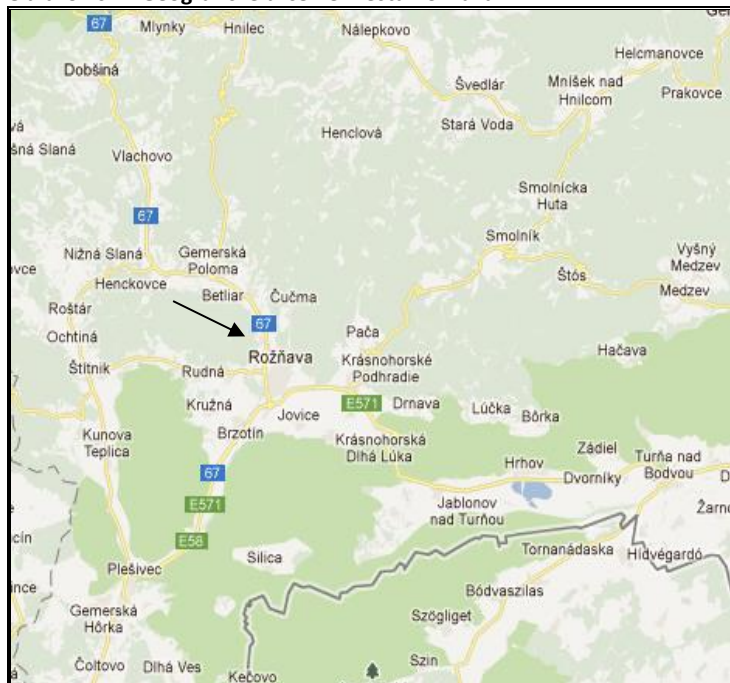 67
Mlynky
Hnilec
Nálepkovo
Helcmanovce
Dobšiná
Švedlár
Mníšek nad
Hnilcom
Prakovce
Henclová
Stará Voda
šná Slaná
Vlachovo
Smolnícka
Huta
67
Smolník
Nižná Slaná
Gemerská
Poloma
Vyšný
Medzev
Henckovce
Betliar
Čučma
Štós
Medzev
Roštár
67
Pača
Ochtiná
Rožňava
Krásnohorské
Podhradie
Hačava
Štítnik
Rudná
Kružná
Jovice
E571
Drnava
Lúčka
Bôrka
Kunova
Teplica
Brzotín
Krásnohorská
Dlhá Lúka
Zádiel
Turňa nad
Bodvou
67
Hrhov
Dvorníky
E571
Jablonov
nad Turňou
E58
Silica
Tornanádaska
Hídvégardó
Plešivec
Bódvaszilas
Gemerská
Hôrka
Szögliget
Čoltovo
Dlhá Ves
Kečovo
Szin